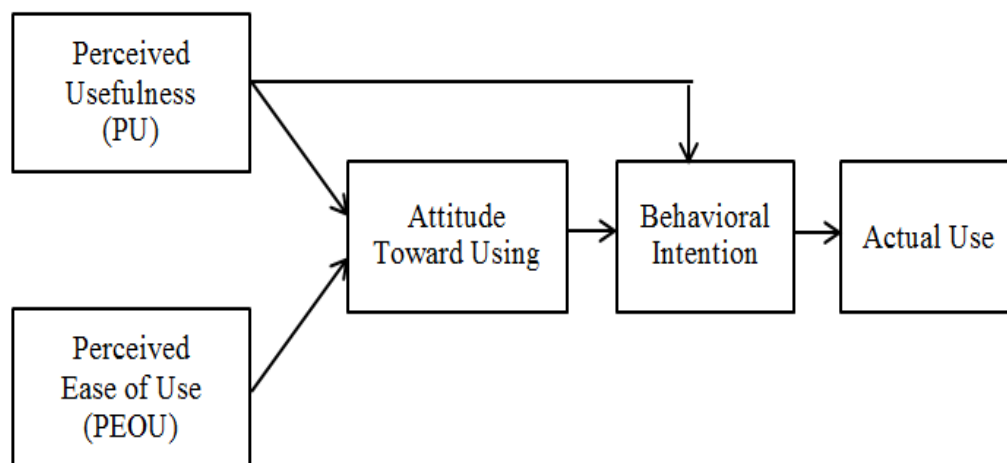 Perceived
Usefulness
(PU)
Attitude
Toward Using
Behavioral
Intention
Actual Use
Perceived
Ease of Use
(PEOU)